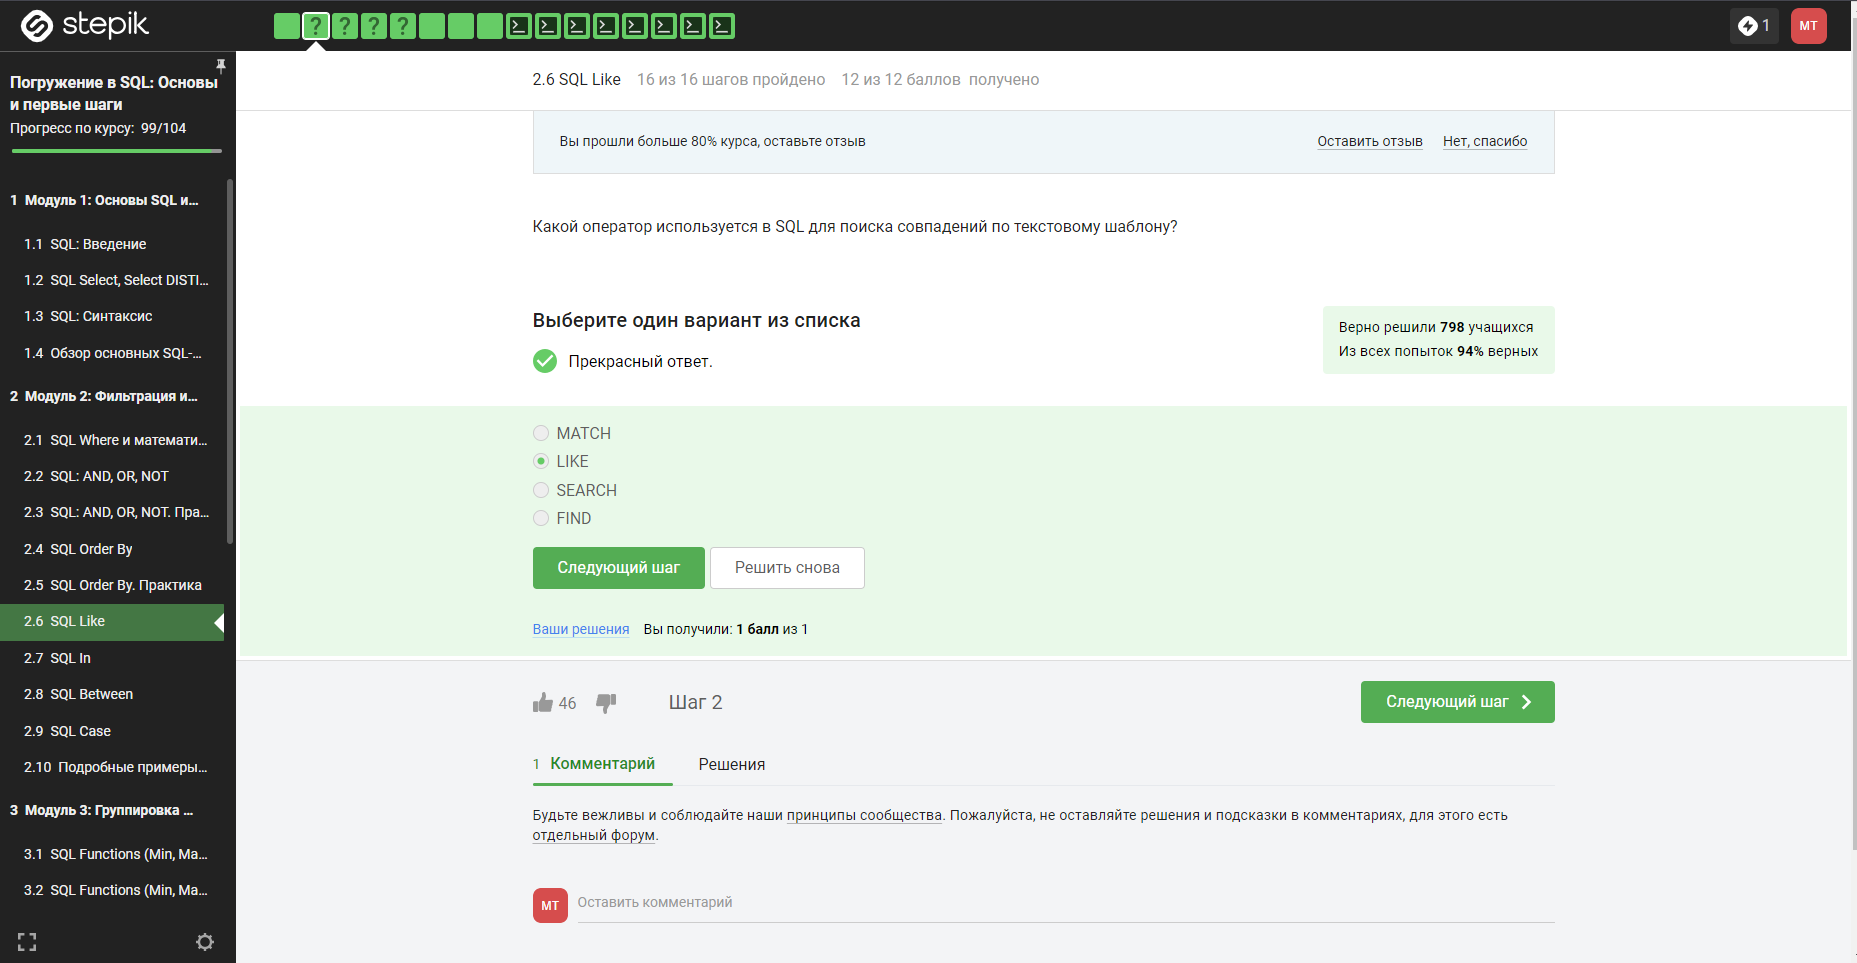 stepik
? ? ? ?
1
MT
Погружение в SQL: Основы
и первые шаги
Прогресс по курсу: 99/104
1 Модуль 1: Основы SQL и...
1.1 SQL: Введение
1.2 SQL Select, Select DISTI...
1.3 SQL: Синтаксис
1.4 Обзор основных SQL-...
2 Модуль 2: Фильтрация и...
2.1 SQL Where и математи...
2.2 SQL: AND, OR, NOT
2.3 SQL: AND, OR, NOT. Пра...
2.4 SQL Order By
2.5 SQL Order By. Практика
2.6 SQL Like
2.7 SQL In
2.8 SQL Between
2.9 SQL Case
2.10 Подробные примеры...
3 Модуль 3: Группировка ...
3.1 SQL Functions (Min, Ma...
3.2 SQL Functions (Min, Ma...
2.6 SQL Like 16 из 16 шагов пройдено 12 из 12 баллов получено
Вы прошли больше 80% курса, оставьте отзыв Оставить отзыв Нет, спасибо
Какой оператор используется в SQL для поиска совпадений по текстовому шаблону?
Выберите один вариант из списка
Прекрасный ответ.
Верно решили 798 учащихся
Из всех попыток 94% верных
MATCH
LIKE
SEARCH
FIND
Следующий шаг Решить снова
Ваши решения Вы получили: 1 балл из 1
46 Шаг 2 Следующий шаг
1 Комментарий Решения
Будьте вежливы и соблюдайте наши принципы сообщества. Пожалуйста, не оставляйте решения и подсказки в комментариях, для этого есть
отдельный форум.
MT Оставить комментарий